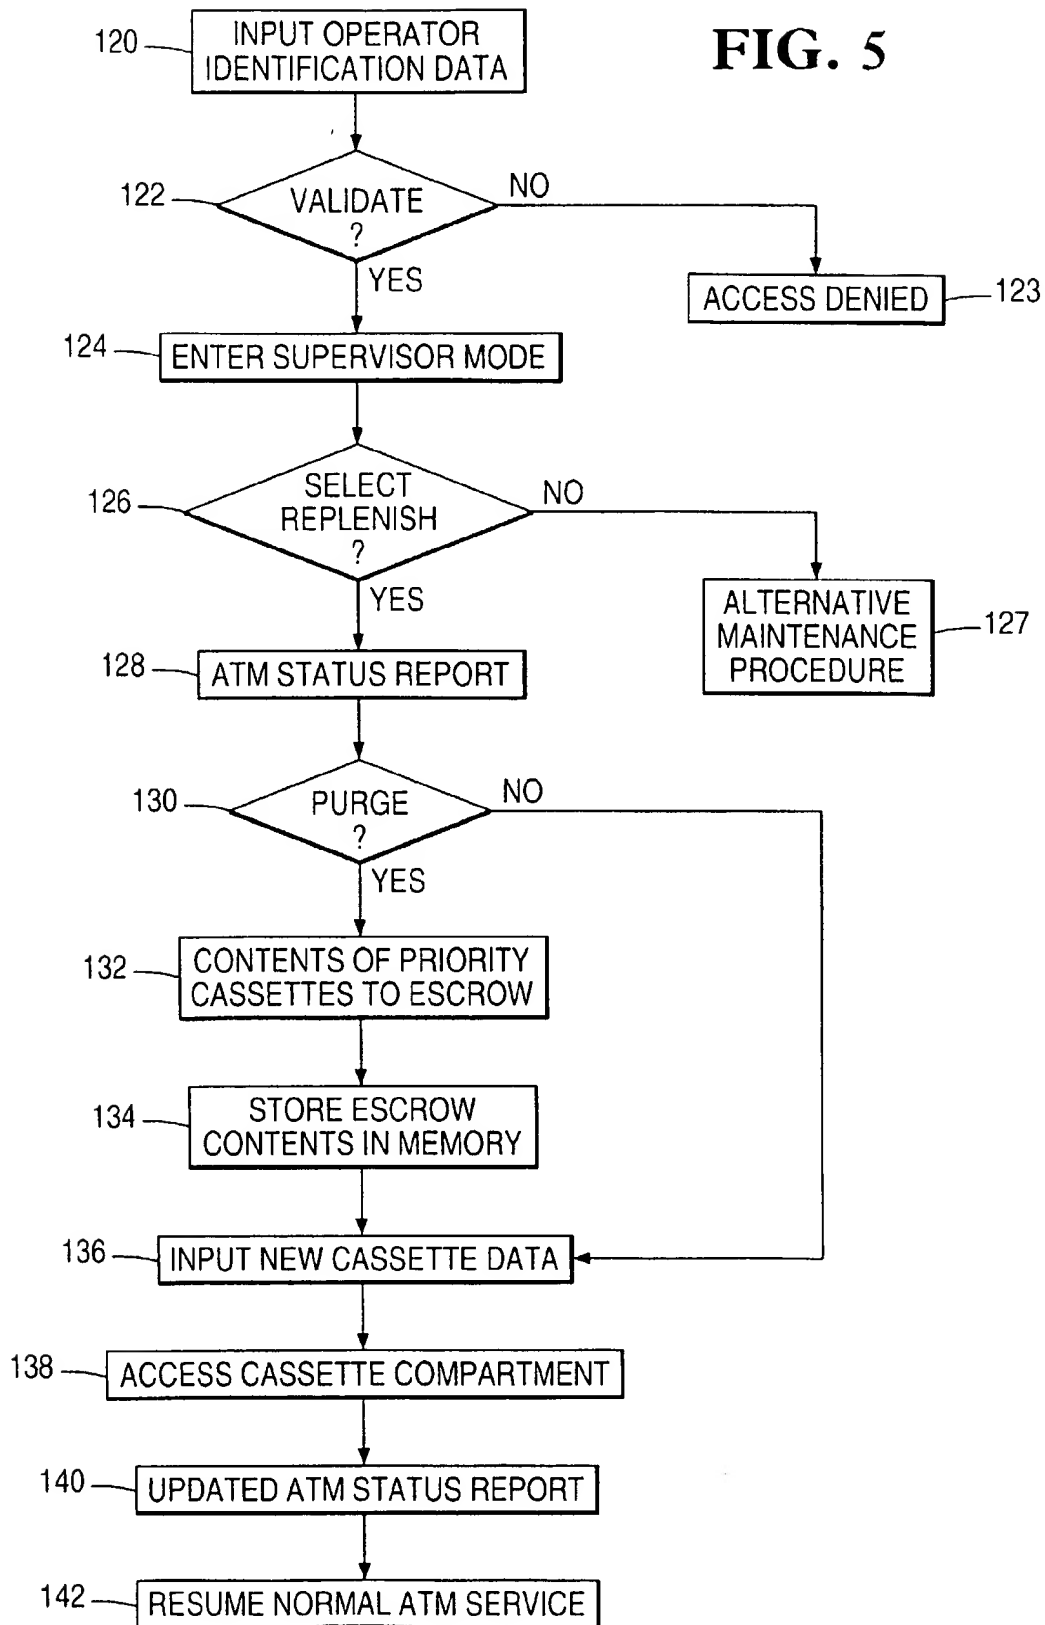 FIG. 5
120
INPUT OPERATOR
IDENTIFICATION DATA
122
VALIDATE
?
NO
YES
ACCESS DENIED
123
124
ENTER SUPERVISOR MODE
126
SELECT
REPLENISH
?
NO
YES
ALTERNATIVE
MAINTENANCE
PROCEDURE
127
128
ATM STATUS REPORT
130
PURGE
?
NO
YES
132
CONTENTS OF PRIORITY
CASSETTES TO ESCROW
134
STORE ESCROW
CONTENTS IN MEMORY
136
INPUT NEW CASSETTE DATA
138
ACCESS CASSETTE COMPARTMENT
140
UPDATED ATM STATUS REPORT
142
RESUME NORMAL ATM SERVICE